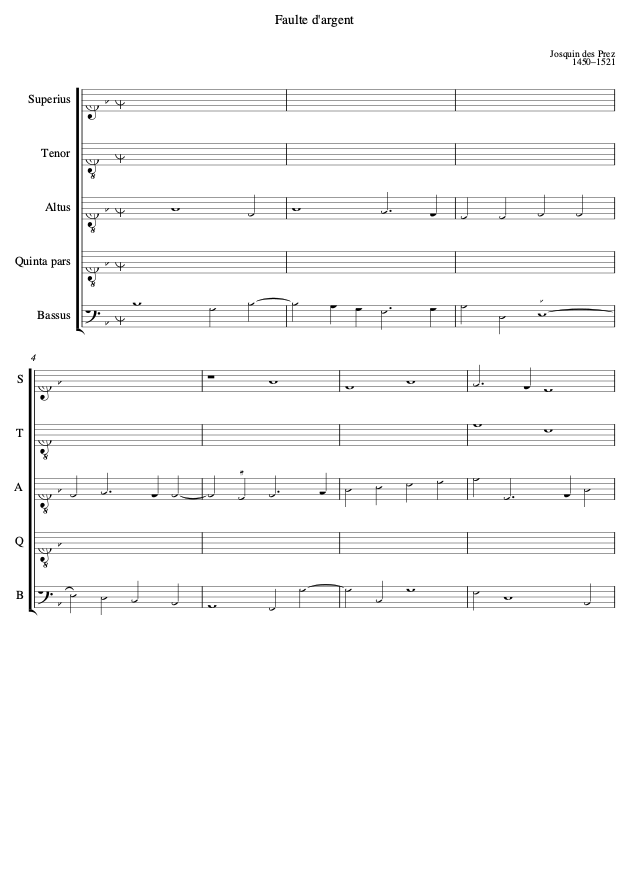 Faulte d'argent
Josquin des Prez
1450–1521
Superius
Tenor
Altus
Quinta pars
Bassus
4
S
T
A
Q
B